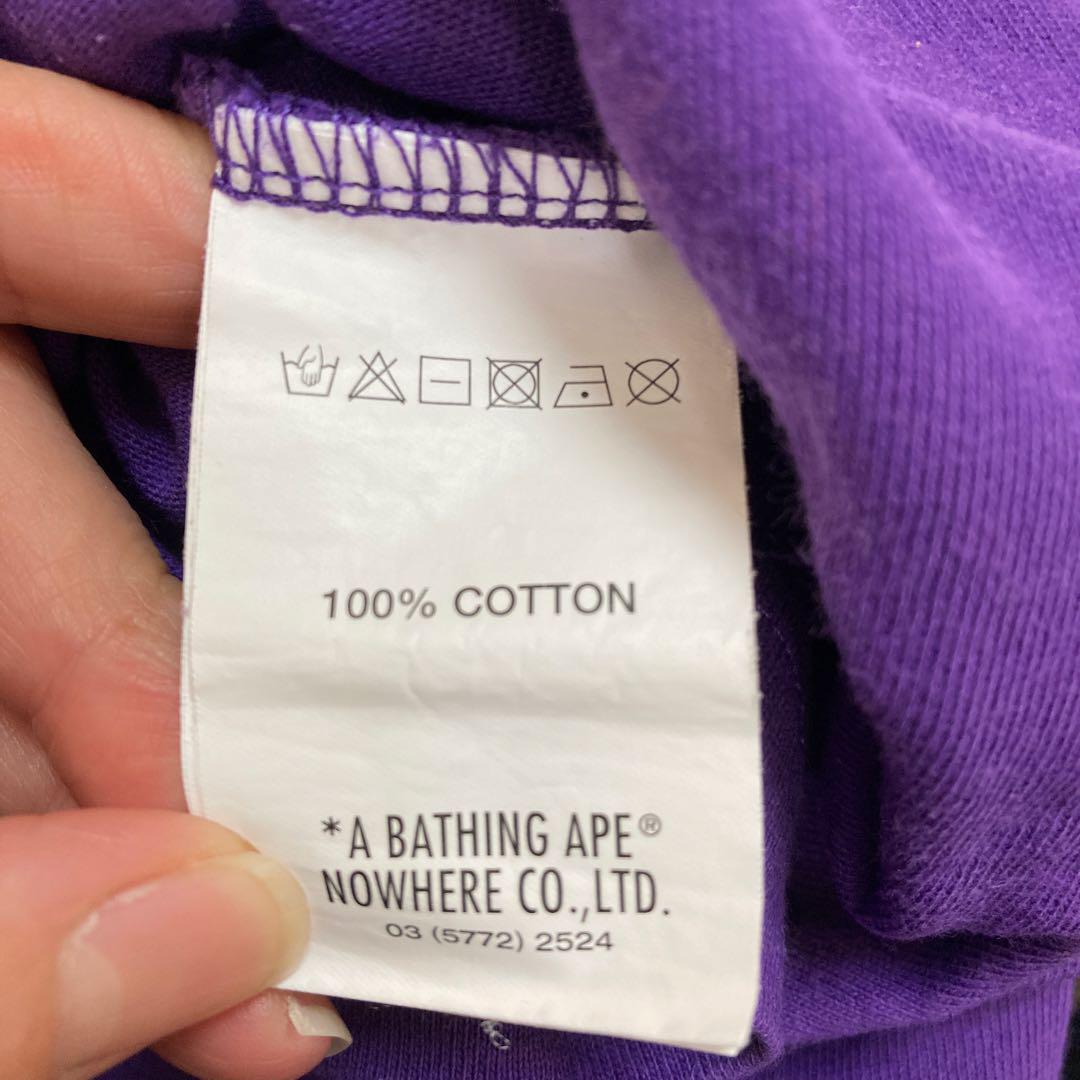 100% COTTON
*A BATHING APE®
NOWHERE CO.,LTD.
03 (5772) 2524